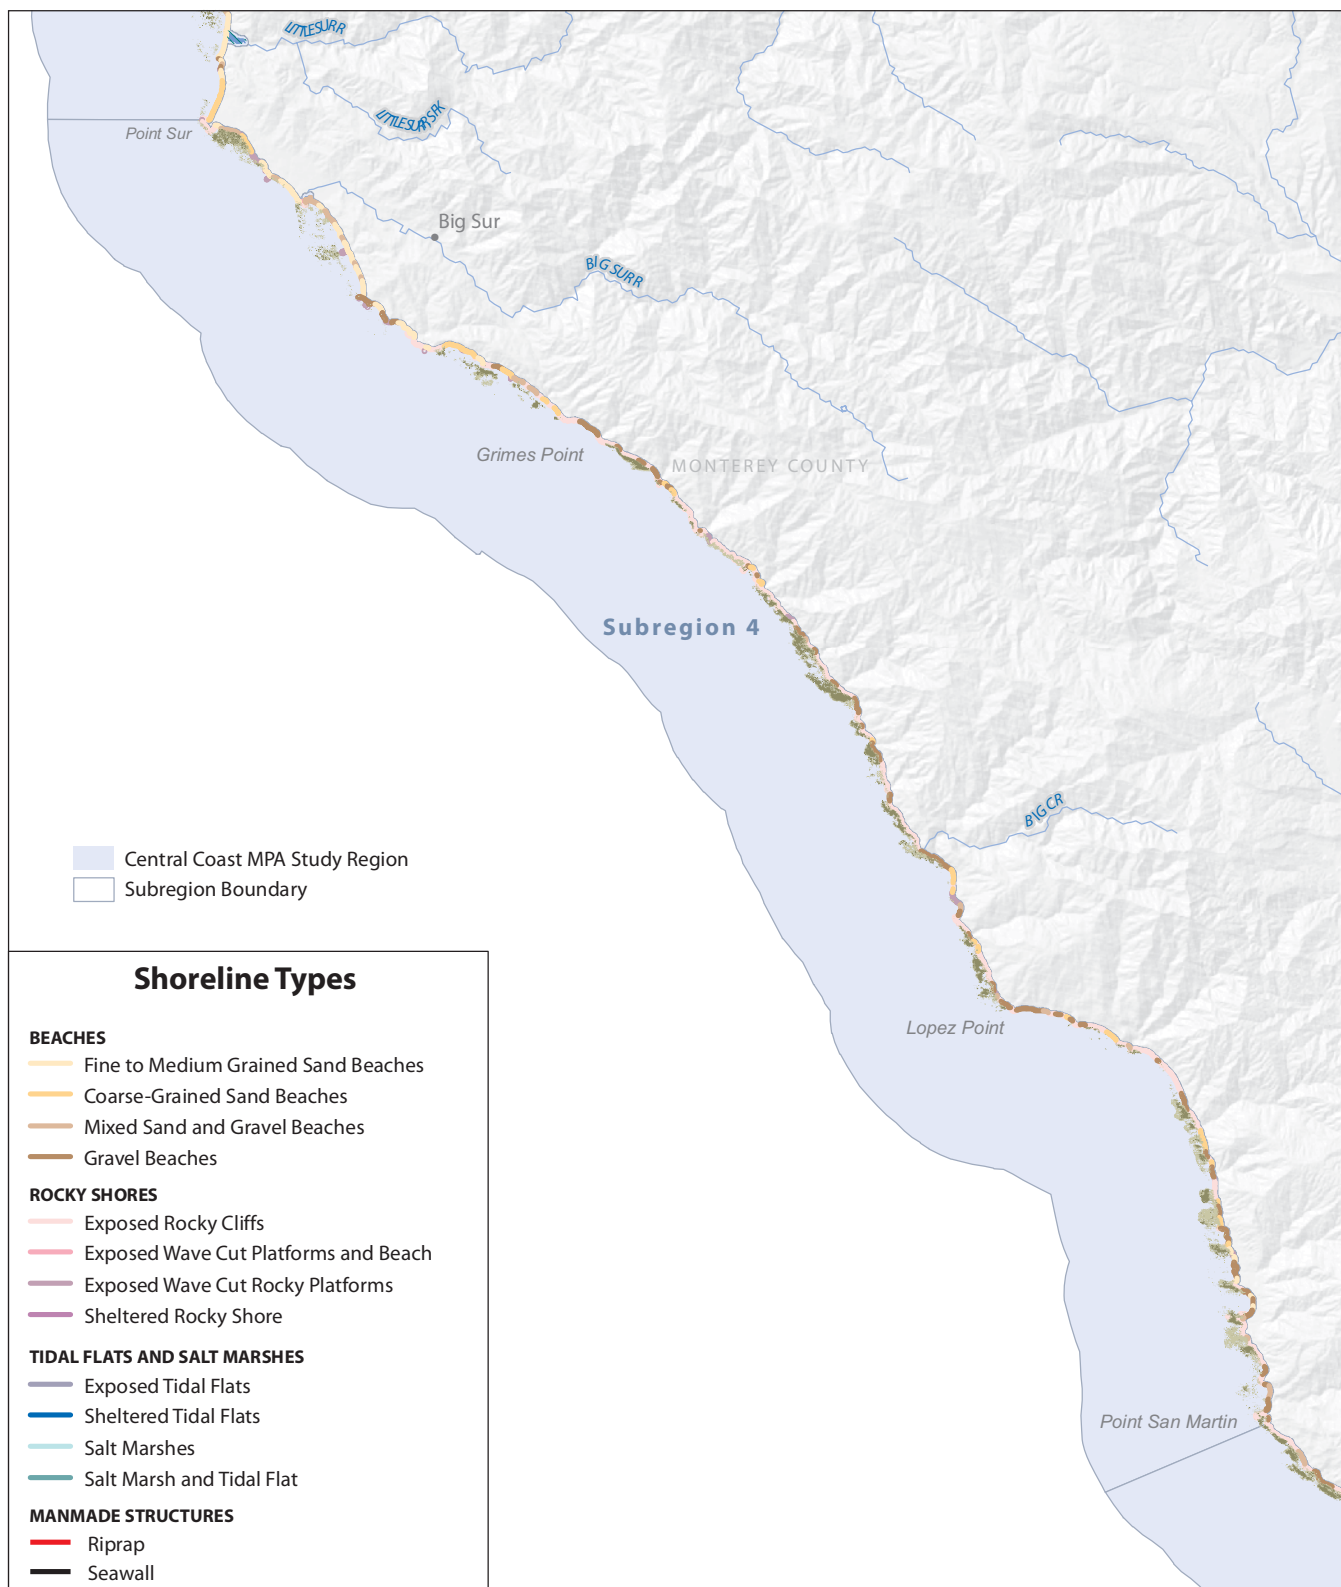 LITTLE SUR R
LITTLE SUR R, S FK
Point Sur
Big Sur
BIG SUR R
Grimes Point
MONTEREY COUNTY
Subregion 4
BIG CR
Central Coast MPA Study Region
Subregion Boundary
Lopez Point
Point San Martin
Shoreline Types
BEACHES
Fine to Medium Grained Sand Beaches
Coarse-Grained Sand Beaches
Mixed Sand and Gravel Beaches
Gravel Beaches
ROCKY SHORES
Exposed Rocky Cliffs
Exposed Wave Cut Platforms and Beach
Exposed Wave Cut Rocky Platforms
Sheltered Rocky Shore
TIDAL FLATS AND SALT MARSHES
Exposed Tidal Flats
Sheltered Tidal Flats
Salt Marshes
Salt Marsh and Tidal Flat
MANMADE STRUCTURES
Riprap
Seawall